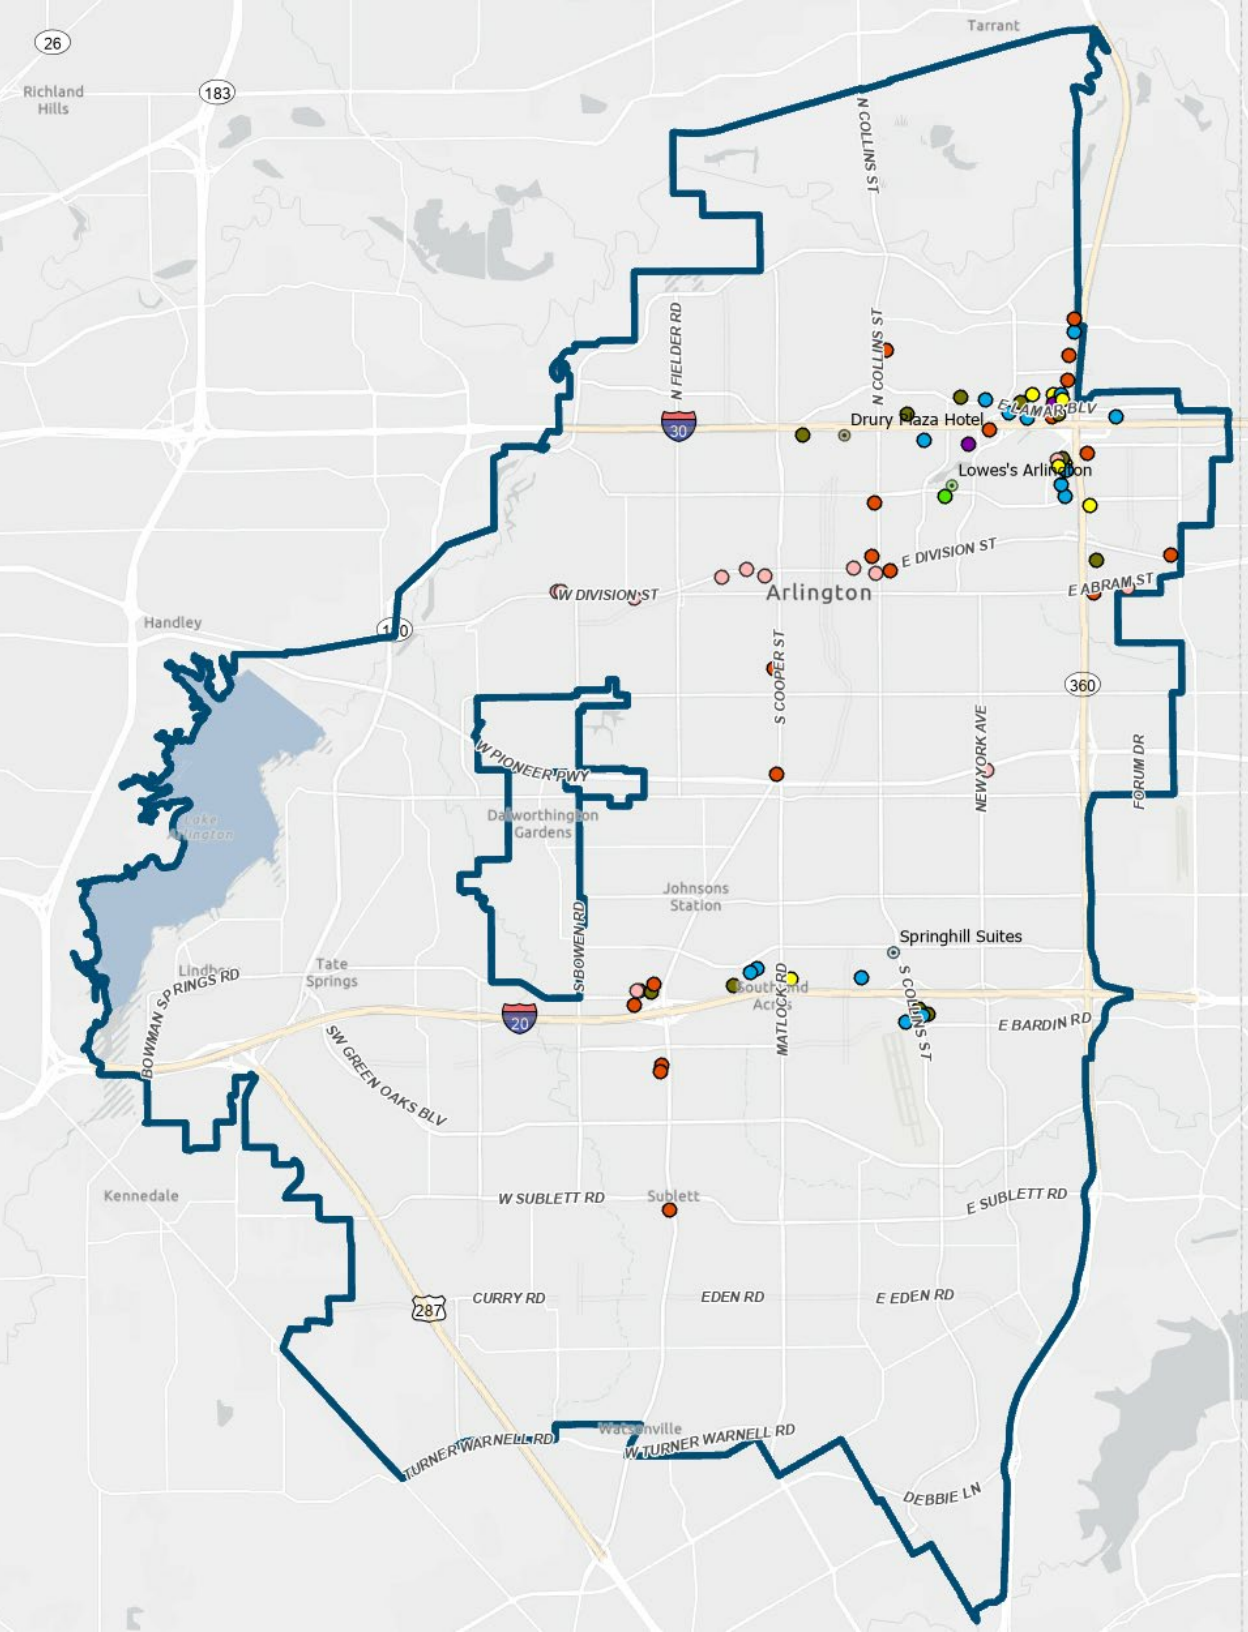 Tarrant
26
Richland
Hills
183
N COLLINS ST
N FIELDER RD
N COLLINS ST
E LAMAR BLV
Drury Plaza Hotel
30
Lowes's Arlington
E DIVISION ST
W DIVISION ST
Arlington
E ABRAM ST
Handley
180
S COOPER ST
360
NEW YORK AVE
FORUM DR
W PIONEER PWY
Dalworthington
Gardens
Lake
Arlington
Johnsons
Station
S BOWEN RD
Springhill Suites
Tate
Springs
BOWMAN SPRINGS RD
S COLLINS ST
MATLOCK RD
20
E BARDIN RD
SW GREEN OAKS BLV
Kennedale
W SUBLETT RD
Sublett
E SUBLETT RD
CURRY RD
EDEN RD
E EDEN RD
287
Watsonville
TURNER WARNELL RD
W TURNER WARNELL RD
DEBBIE LN